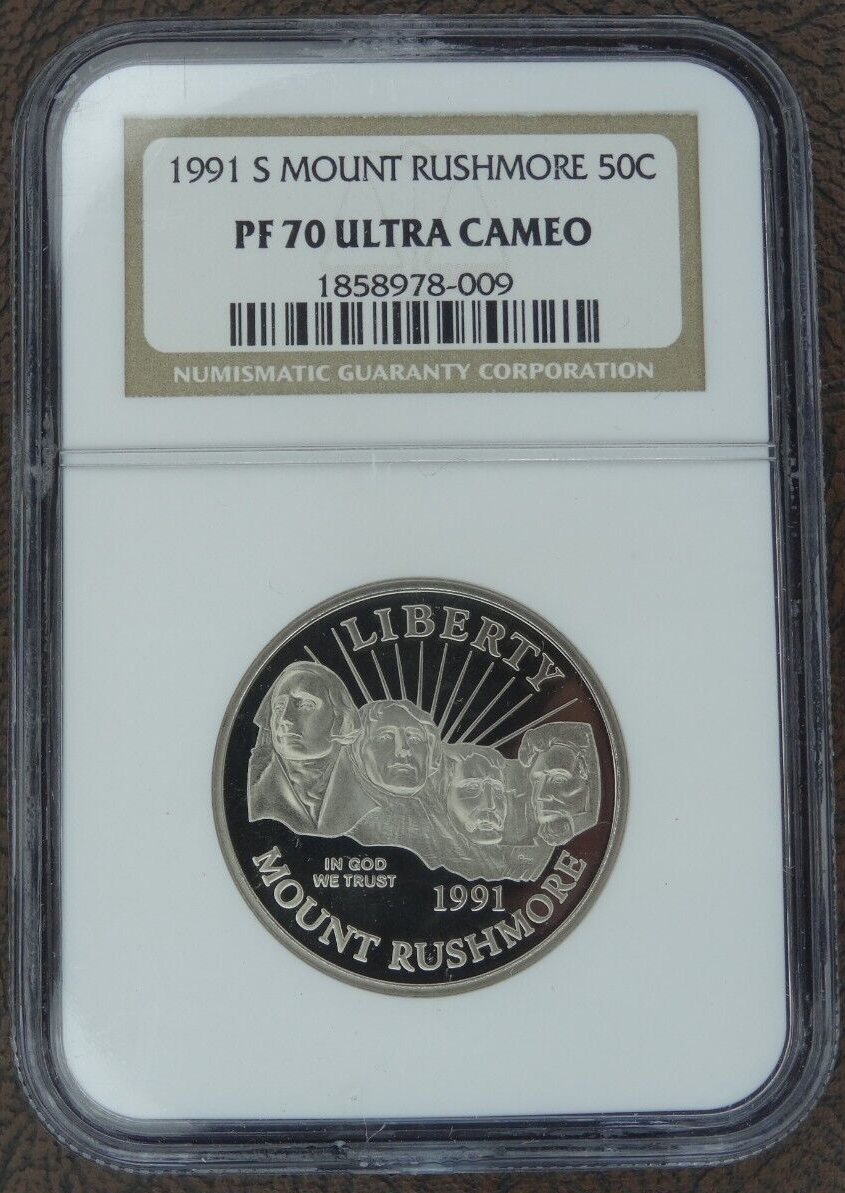 1991 S MOUNT RUSHMORE 50C
PF 70 ULTRA CAMEO
1858978-009
NUMISMATIC GUARANTY CORPORATION
LIBERTY
IN GOD
WE TRUST
1991
MOUNT RUSHMORE